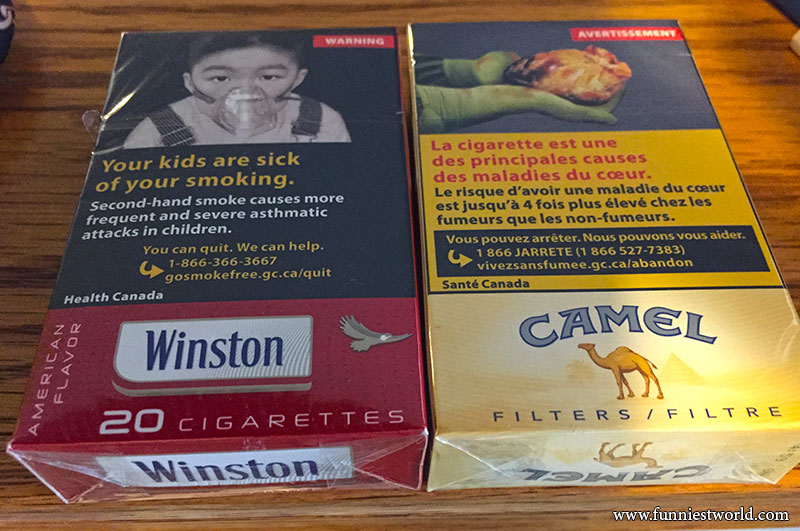 WARNING
Your kids are sick
of your smoking.
Second-hand smoke causes more
frequent and severe asthmatic
attacks in children.
You can quit. We can help.
1-866-366-3667
gosmokefree.gc.ca/quit
Health Canada
AMERICAN
FLAVOR
Winston
20 CIGARETTES
Winston
AVERTISSEMENT
La cigarette est une
des principales causes
des maladies du cœur.
Le risque d'avoir une maladie du cœur
est jusqu'à 4 fois plus élevé chez les
fumeurs que les non-fumeurs.
Vous pouvez arrêter. Nous pouvons vous aider.
1 866 JARRETE (1 866 527-7383)
vivezsansfumee.gc.ca/abandon
Santé Canada
CAMEL
FILTERS / FILTRE
CAMEL
www.funniestworld.com